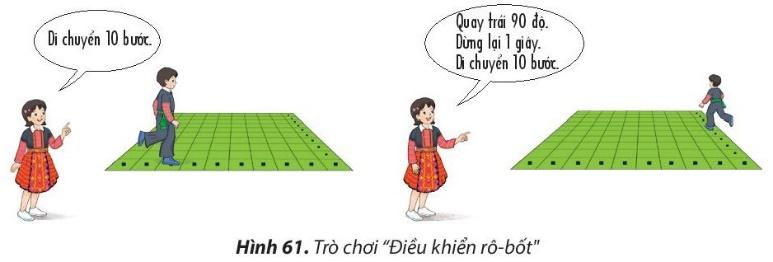 Di chuyển 10 bước.
Quay trái 90 độ.
Dừng lại 1 giây.
Di chuyển 10 bước.
Hình 61. Trò chơi “Điều khiển rô-bốt"